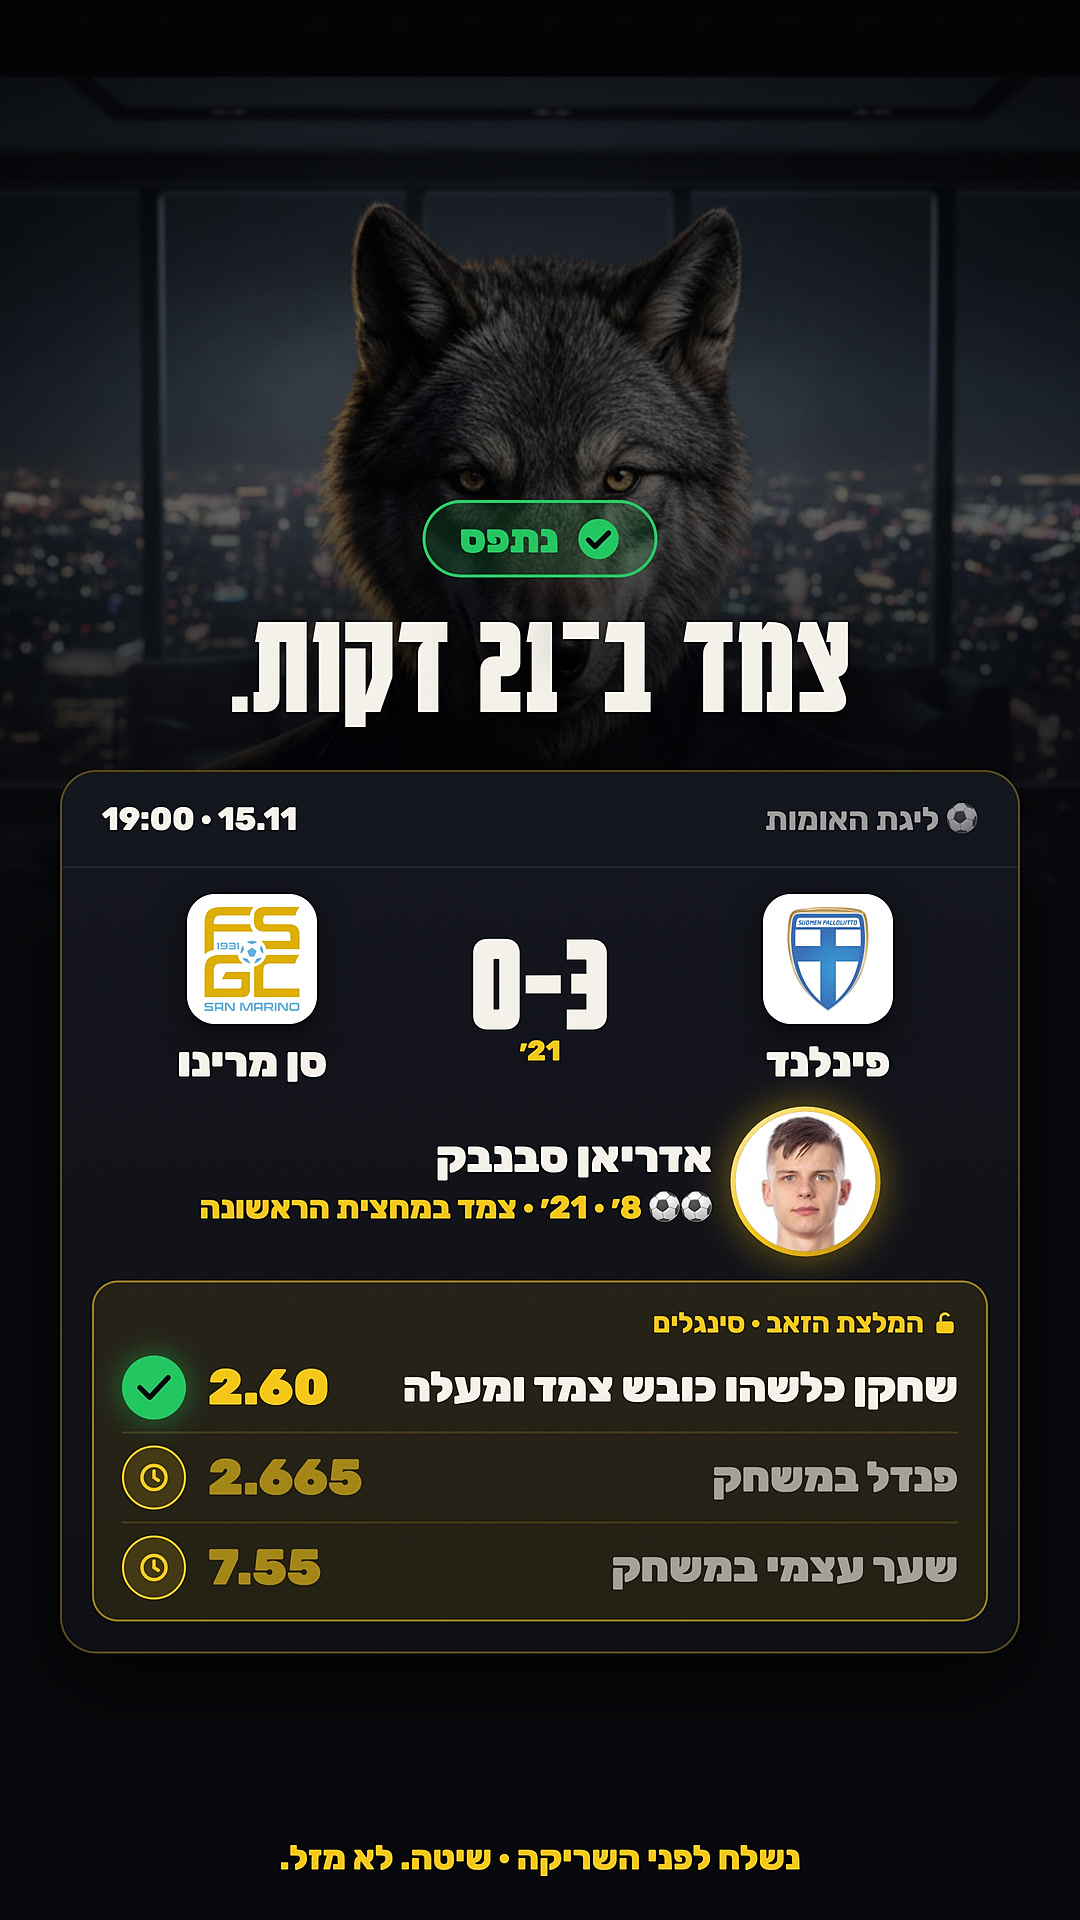 נתפס
צמד ב־21 דקות.
⚽ ליגת האומות
15.11 • 19:00
SUOMEN PALLOLIITTO
פינלנד
3–0
21’
FS
1931
GC
SAN MARINO
סן מרינו
אדריאן סבנבק
⚽⚽ 8’ • 21’ • צמד במחצית הראשונה
🔓 המלצת הזאב • סינגלים
שחקן כלשהו כובש צמד ומעלה 2.60
פנדל במשחק 2.665
שער עצמי במשחק 7.55
נשלח לפני השריקה • שיטה. לא מזל.